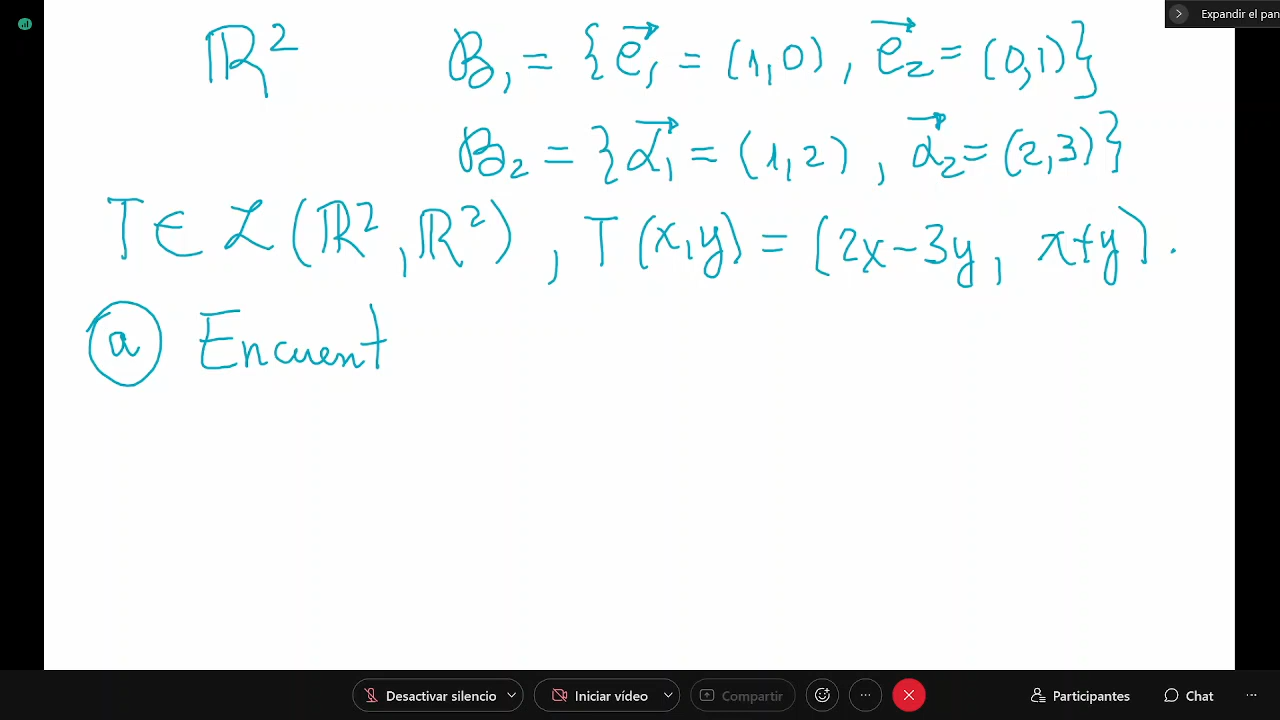 Expandir el pan
ℝ² B₁ = {e⃗₁ = (1,0), e⃗₂ = (0,1)}
B₂ = {α⃗₁ = (1,2), α⃗₂ = (2,3)}
T ∈ ℒ(ℝ², ℝ²), T(x,y) = (2x-3y, x+y).
ⓐ Encuent
Desactivar silencio Iniciar vídeo Compartir ... Participantes Chat ...